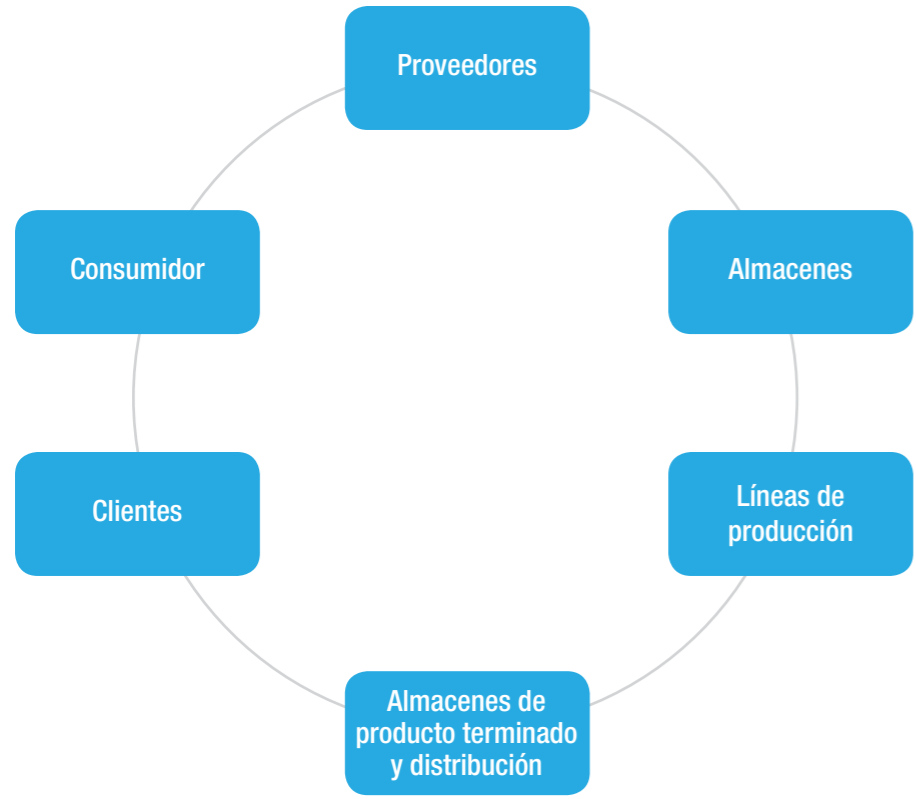 Proveedores
Consumidor
Almacenes
Clientes
Líneas de
producción
Almacenes de
producto terminado
y distribución